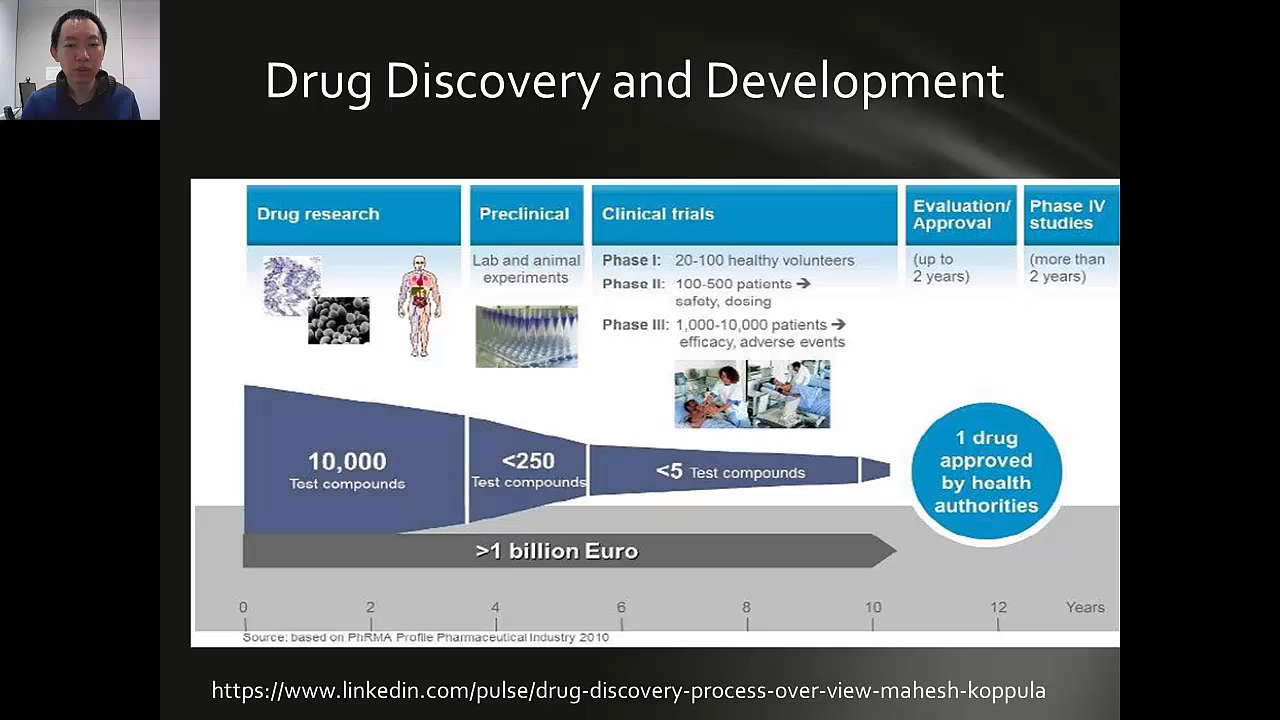 Drug Discovery and Development
Drug research
Preclinical
Clinical trials
Evaluation/
Approval
Phase IV
studies
Lab and animal
experiments
Phase I: 20-100 healthy volunteers
Phase II: 100-500 patients ➔
safety, dosing
Phase III: 1,000-10,000 patients ➔
efficacy, adverse events
(up to
2 years)
(more than
2 years)
10,000
Test compounds
<250
Test compounds
<5 Test compounds
1 drug
approved
by health
authorities
>1 billion Euro
0 2 4 6 8 10 12 Years
Source: based on PhRMA Profile Pharmaceutical Industry 2010
https://www.linkedin.com/pulse/drug-discovery-process-over-view-mahesh-koppula